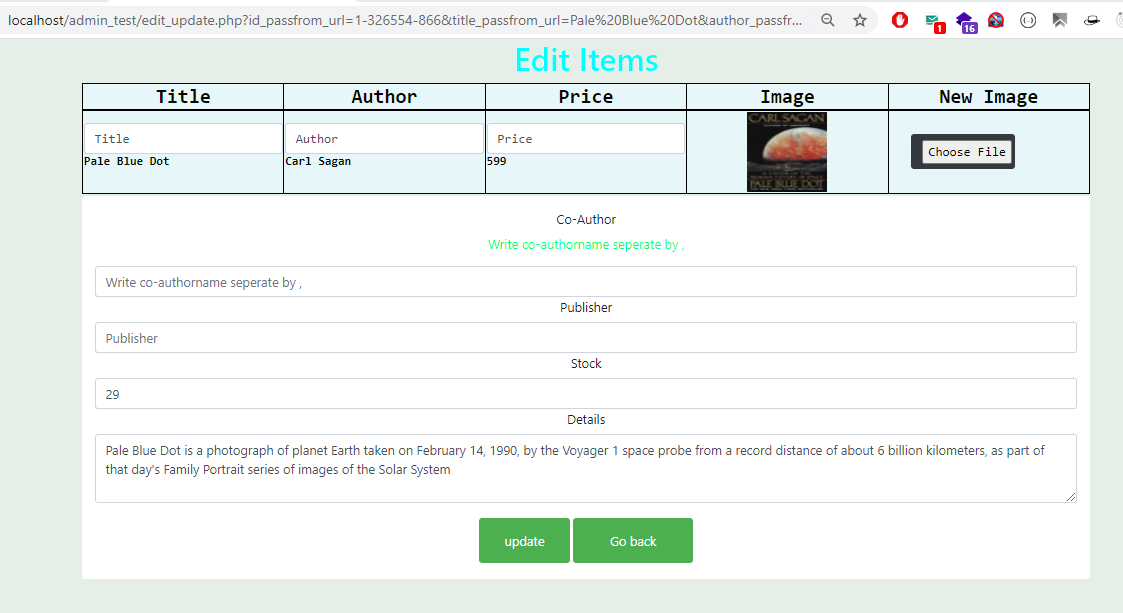 localhost/admin_test/edit_update.php?id_passfrom_url=1-326554-866&title_passfrom_url=Pale%20Blue%20Dot&author_passfr...
1
16
Edit Items
Title Author Price Image New Image
Title Author Price
CARL SAGAN
Choose File
Pale Blue Dot Carl Sagan 599
PALE BLUE DOT
Co-Author
Write co-authorname seperate by ,
Write co-authorname seperate by ,
Publisher
Publisher
Stock
29
Details
Pale Blue Dot is a photograph of planet Earth taken on February 14, 1990, by the Voyager 1 space probe from a record distance of about 6 billion kilometers, as part of
that day's Family Portrait series of images of the Solar System
update Go back